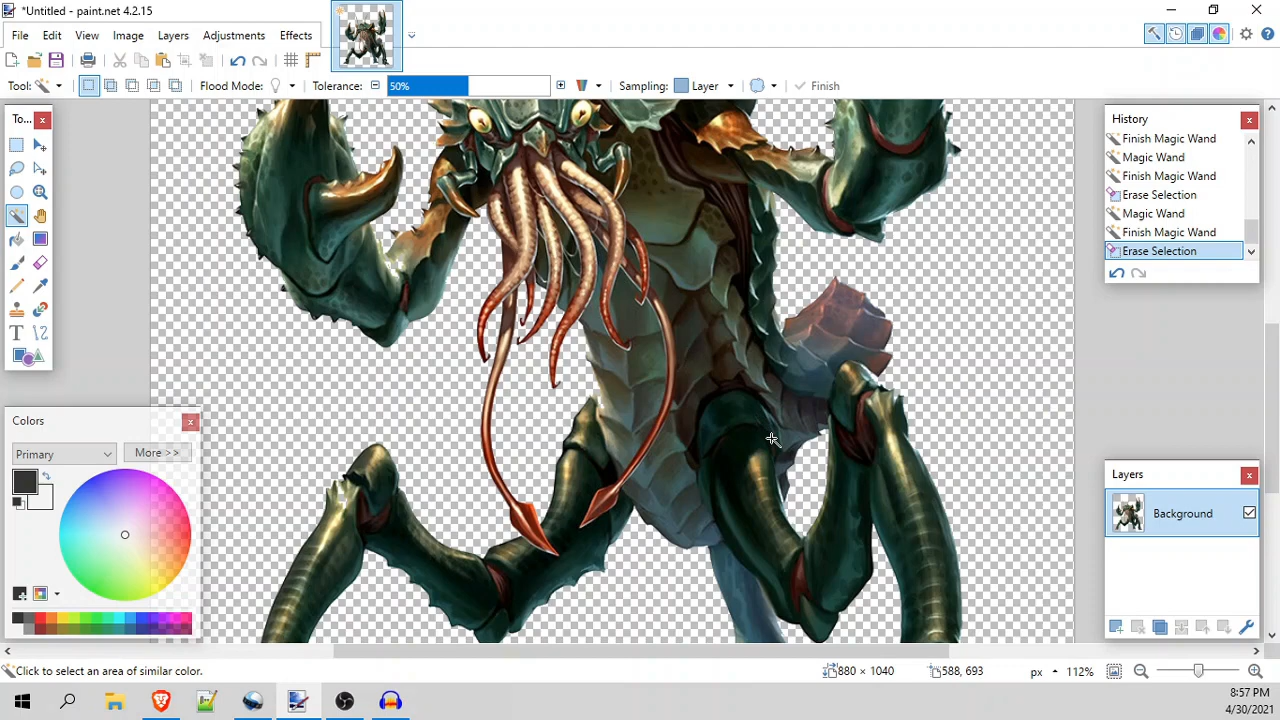 *Untitled - paint.net 4.2.15
File Edit View Image Layers Adjustments Effects
Tool: Flood Mode: Tolerance: 50% Sampling: Layer Finish
To...
History
Finish Magic Wand
Magic Wand
Finish Magic Wand
Erase Selection
Magic Wand
Finish Magic Wand
Erase Selection
Colors
Primary More >>
Layers
Background
Click to select an area of similar color. 880 × 1040 588, 693 px 112%
8:57 PM
4/30/2021